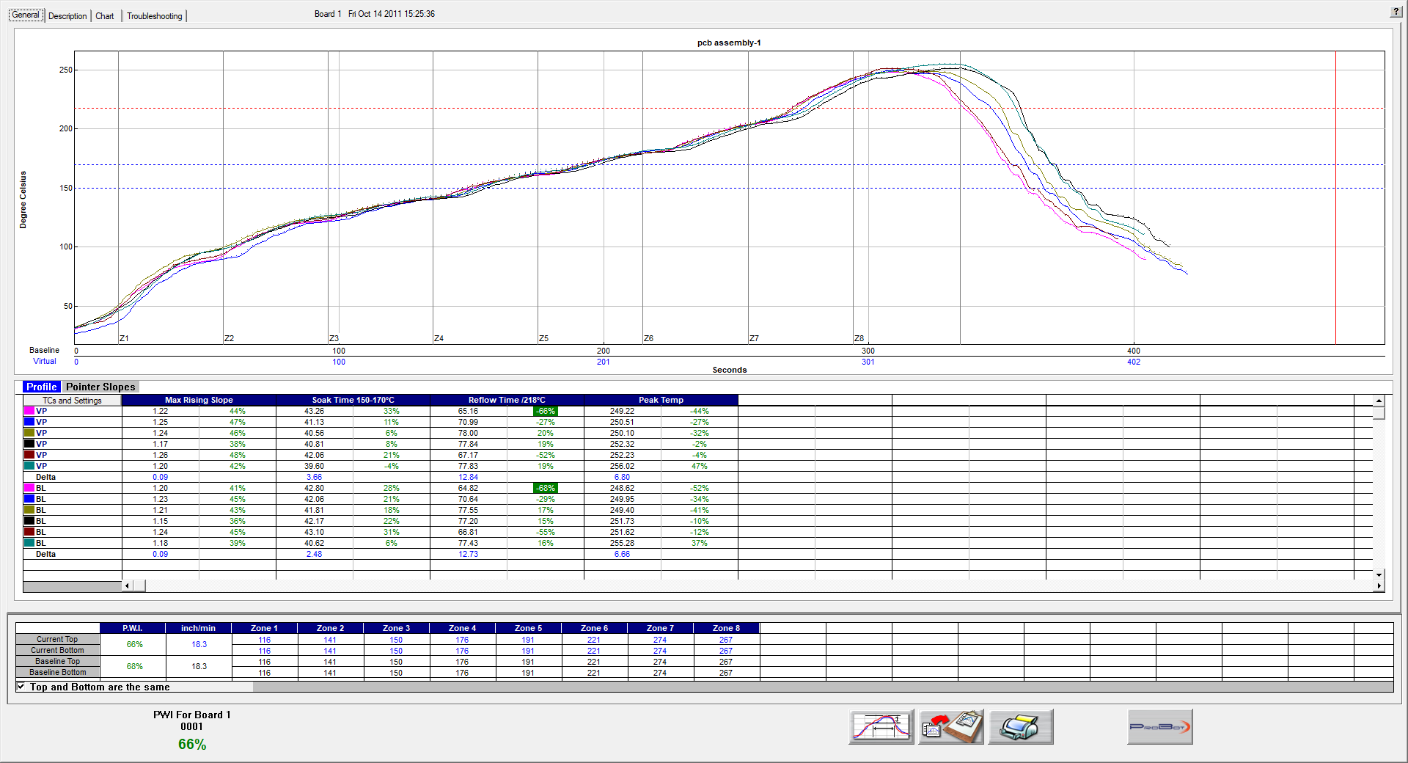 General Description Chart Troubleshooting Board 1 Fri Oct 14 2011 15:25:36 ?
pcb assembly-1
250
200
150
100
50
Degree Celsius
Z1 Z2 Z3 Z4 Z5 Z6 Z7 Z8
Baseline 0 100 200 300 400
Virtual 0 100 201 301 402
Seconds
Profile Pointer Slopes
TCs and Settings Max Rising Slope Soak Time 150-170°C Reflow Time /218°C Peak Temp
VP 1.22 44% 43.26 33% 65.16 -66% 249.22 -44%
VP 1.25 47% 41.13 11% 70.99 -27% 250.51 -27%
VP 1.24 46% 40.56 6% 78.00 20% 250.10 -32%
VP 1.17 38% 40.81 8% 77.84 19% 252.32 -2%
VP 1.26 48% 42.06 21% 67.17 -52% 252.23 -4%
VP 1.20 42% 39.60 -4% 77.83 19% 256.02 47%
Delta 0.09 3.66 12.84 6.80
BL 1.20 41% 42.80 28% 64.82 -68% 248.62 -52%
BL 1.23 45% 42.06 21% 70.64 -29% 249.95 -34%
BL 1.21 43% 41.81 18% 77.55 17% 249.40 -41%
BL 1.15 36% 42.17 22% 77.20 15% 251.73 -10%
BL 1.24 45% 43.10 31% 66.81 -55% 251.62 -12%
BL 1.18 39% 40.62 6% 77.43 16% 255.28 37%
Delta 0.09 2.48 12.73 6.66
P.W.I. inch/min Zone 1 Zone 2 Zone 3 Zone 4 Zone 5 Zone 6 Zone 7 Zone 8
Current Top 66% 18.3 116 141 150 176 191 221 274 267
Current Bottom 116 141 150 176 191 221 274 267
Baseline Top 68% 18.3 116 141 150 176 191 221 274 267
Baseline Bottom 116 141 150 176 191 221 274 267
Top and Bottom are the same
PWI For Board 1
0001
66%